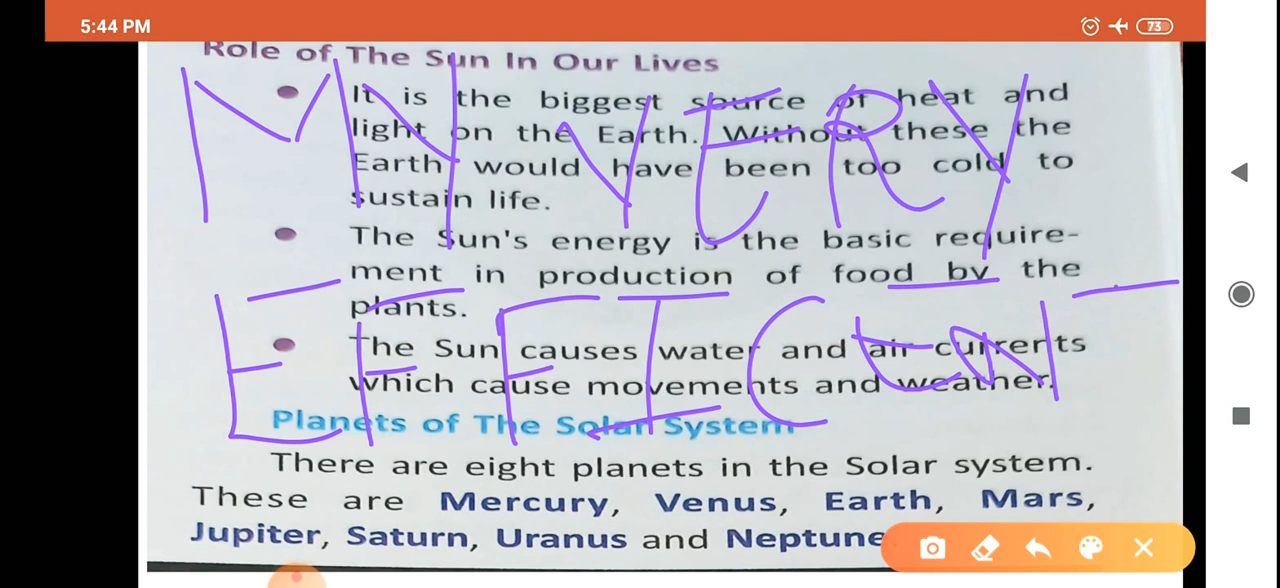 5:44 PM
73
Role of The Sun In Our Lives
It is the biggest source of heat and
light on the Earth. Without these the
Earth would have been too cold to
sustain life.
The Sun's energy is the basic require-
ment in production of food by the
plants.
The Sun causes water and air currents
which cause movements and weather.
Planets of The Solar System
There are eight planets in the Solar system.
These are Mercury, Venus, Earth, Mars,
Jupiter, Saturn, Uranus and Neptune
VERY